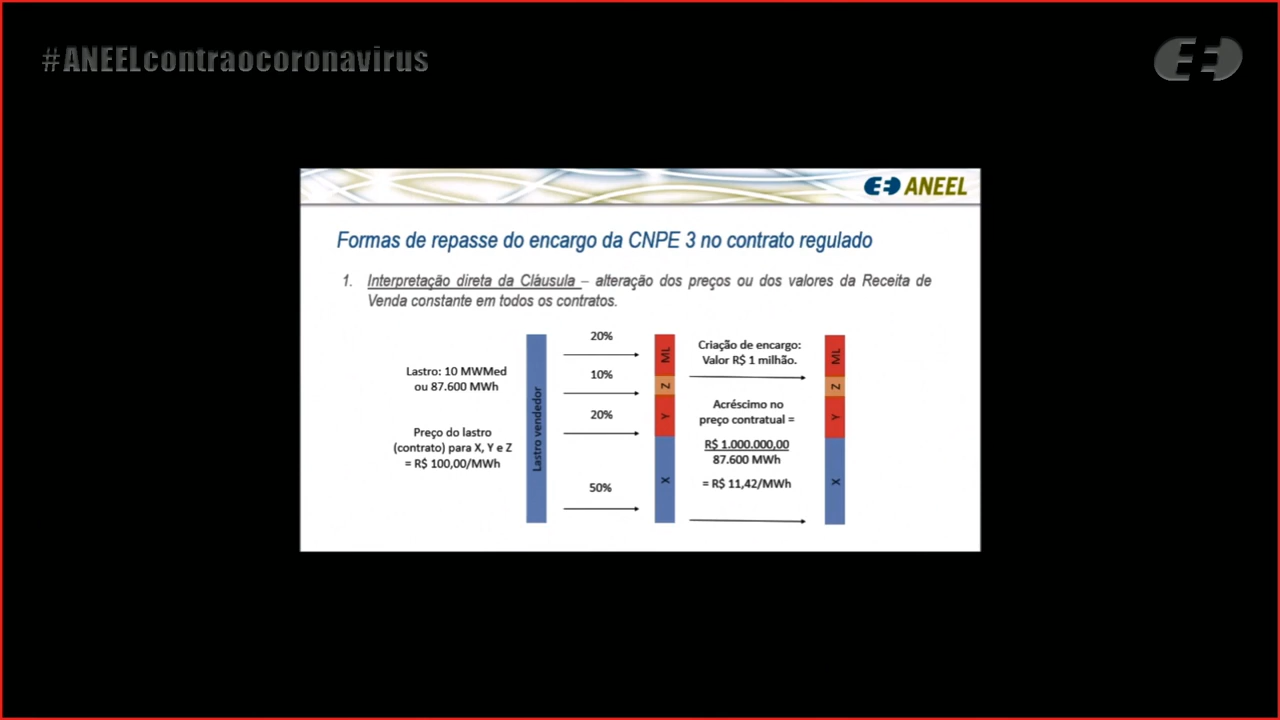 #ANEELcontraocoronavirus
ANEEL
Formas de repasse do encargo da CNPE 3 no contrato regulado
1. Interpretação direta da Cláusula – alteração dos preços ou dos valores da Receita de
Venda constante em todos os contratos.
Lastro: 10 MWMed
ou 87.600 MWh
Preço do lastro
(contrato) para X, Y e Z
= R$ 100,00/MWh
Lastro vendedor
20%
10%
20%
50%
ML
Z
Y
X
Criação de encargo:
Valor R$ 1 milhão.
Acréscimo no
preço contratual =
R$ 1.000.000,00
87.600 MWh
= R$ 11,42/MWh
ML
Z
Y
X